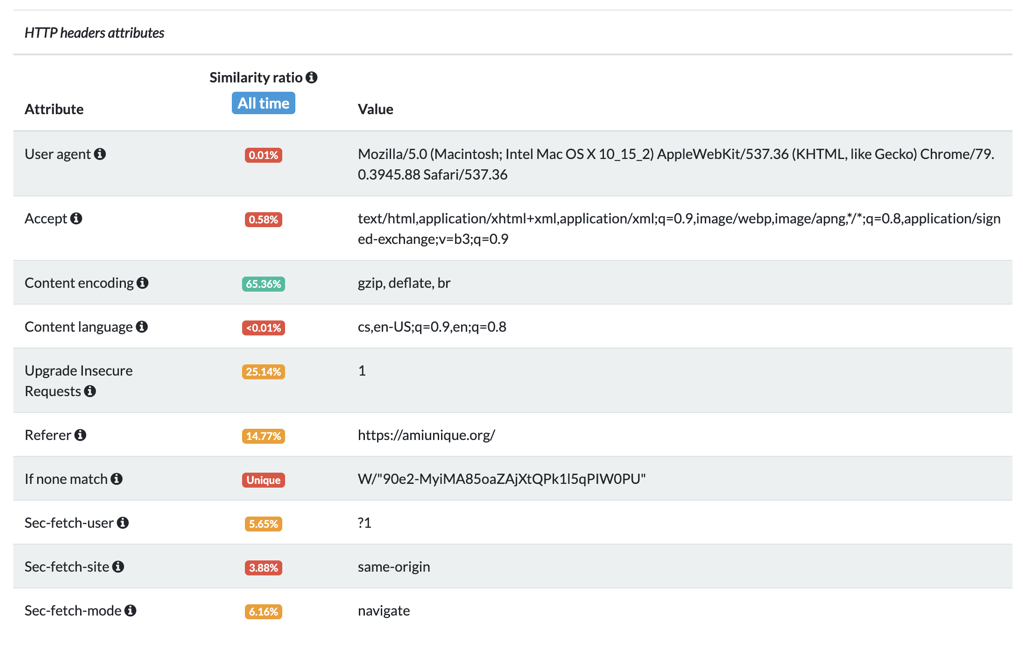 HTTP headers attributes
Similarity ratio
All time
Attribute
Value
User agent
0.01%
Mozilla/5.0 (Macintosh; Intel Mac OS X 10_15_2) AppleWebKit/537.36 (KHTML, like Gecko) Chrome/79.
0.3945.88 Safari/537.36
Accept
0.58%
text/html,application/xhtml+xml,application/xml;q=0.9,image/webp,image/apng,*/*;q=0.8,application/sign
ed-exchange;v=b3;q=0.9
Content encoding
65.36%
gzip, deflate, br
Content language
<0.01%
cs,en-US;q=0.9,en;q=0.8
Upgrade Insecure
Requests
25.14%
1
Referer
14.77%
https://amiunique.org/
If none match
Unique
W/"90e2-MyiMA85oaZAjXtQPk1l5qPIW0PU"
Sec-fetch-user
5.65%
?1
Sec-fetch-site
3.88%
same-origin
Sec-fetch-mode
6.16%
navigate